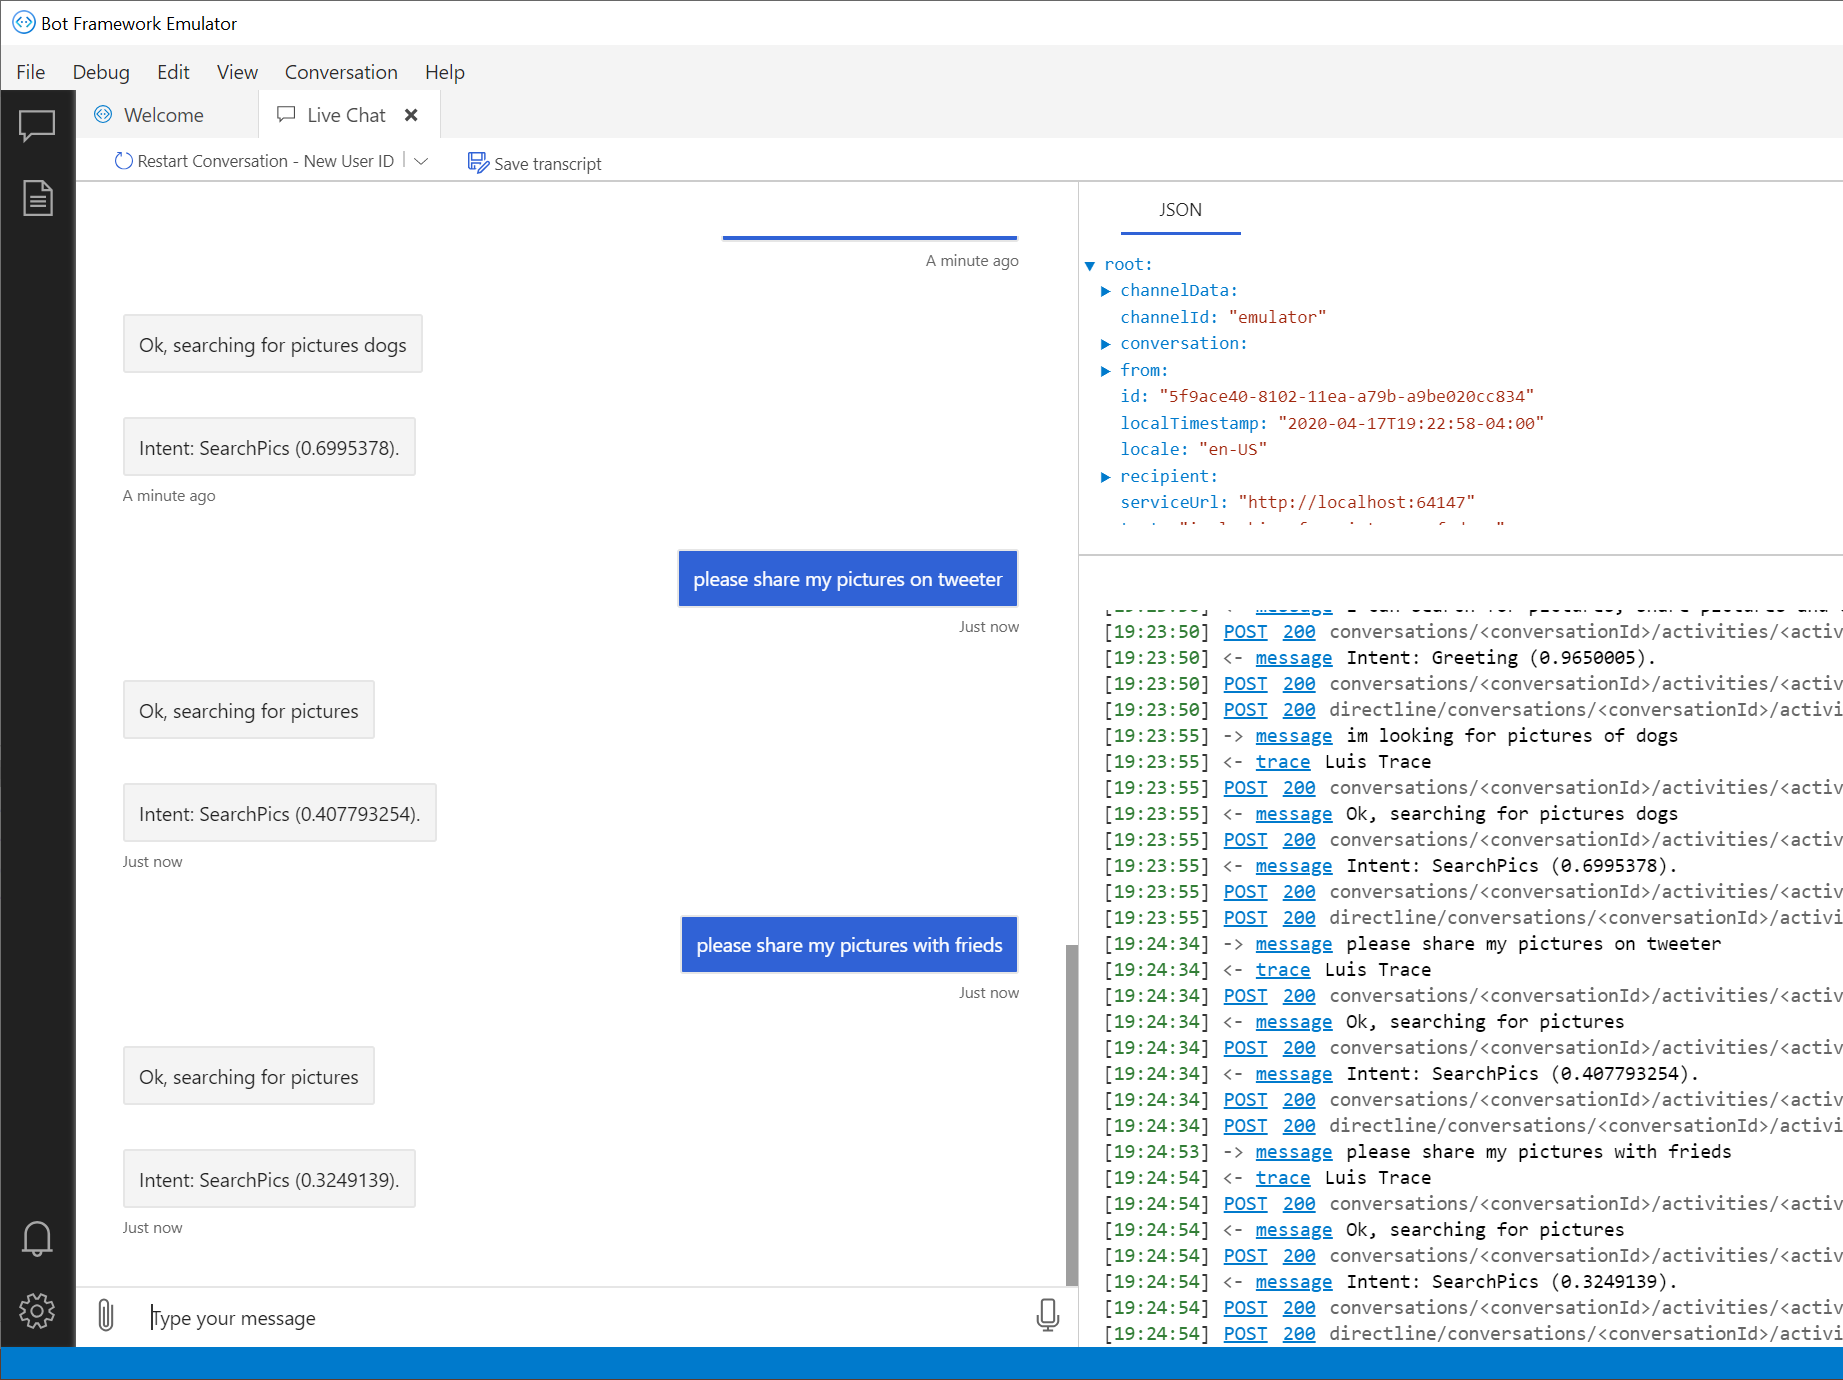 Bot Framework Emulator
File Debug Edit View Conversation Help
Welcome
Live Chat
Restart Conversation - New User ID
Save transcript
A minute ago
Ok, searching for pictures dogs
Intent: SearchPics (0.6995378).
A minute ago
please share my pictures on tweeter
Just now
Ok, searching for pictures
Intent: SearchPics (0.407793254).
Just now
please share my pictures with frieds
Just now
Ok, searching for pictures
Intent: SearchPics (0.3249139).
Just now
Type your message
JSON
root:
channelData:
channelId: "emulator"
conversation:
from:
id: "5f9ace40-8102-11ea-a79b-a9be020cc834"
localTimestamp: "2020-04-17T19:22:58-04:00"
locale: "en-US"
recipient:
serviceUrl: "http://localhost:64147"
[19:23:50] POST 200 conversations/<conversationId>/activities/<activ
[19:23:50] <- message Intent: Greeting (0.9650005).
[19:23:50] POST 200 conversations/<conversationId>/activities/<activ
[19:23:50] POST 200 directline/conversations/<conversationId>/activi
[19:23:55] -> message im looking for pictures of dogs
[19:23:55] <- trace Luis Trace
[19:23:55] POST 200 conversations/<conversationId>/activities/<activ
[19:23:55] <- message Ok, searching for pictures dogs
[19:23:55] POST 200 conversations/<conversationId>/activities/<activ
[19:23:55] <- message Intent: SearchPics (0.6995378).
[19:23:55] POST 200 conversations/<conversationId>/activities/<activ
[19:23:55] POST 200 directline/conversations/<conversationId>/activi
[19:24:34] -> message please share my pictures on tweeter
[19:24:34] <- trace Luis Trace
[19:24:34] POST 200 conversations/<conversationId>/activities/<activ
[19:24:34] <- message Ok, searching for pictures
[19:24:34] POST 200 conversations/<conversationId>/activities/<activ
[19:24:34] <- message Intent: SearchPics (0.407793254).
[19:24:34] POST 200 conversations/<conversationId>/activities/<activ
[19:24:34] POST 200 directline/conversations/<conversationId>/activi
[19:24:53] -> message please share my pictures with frieds
[19:24:54] <- trace Luis Trace
[19:24:54] POST 200 conversations/<conversationId>/activities/<activ
[19:24:54] <- message Ok, searching for pictures
[19:24:54] POST 200 conversations/<conversationId>/activities/<activ
[19:24:54] <- message Intent: SearchPics (0.3249139).
[19:24:54] POST 200 conversations/<conversationId>/activities/<activ
[19:24:54] POST 200 directline/conversations/<conversationId>/activi